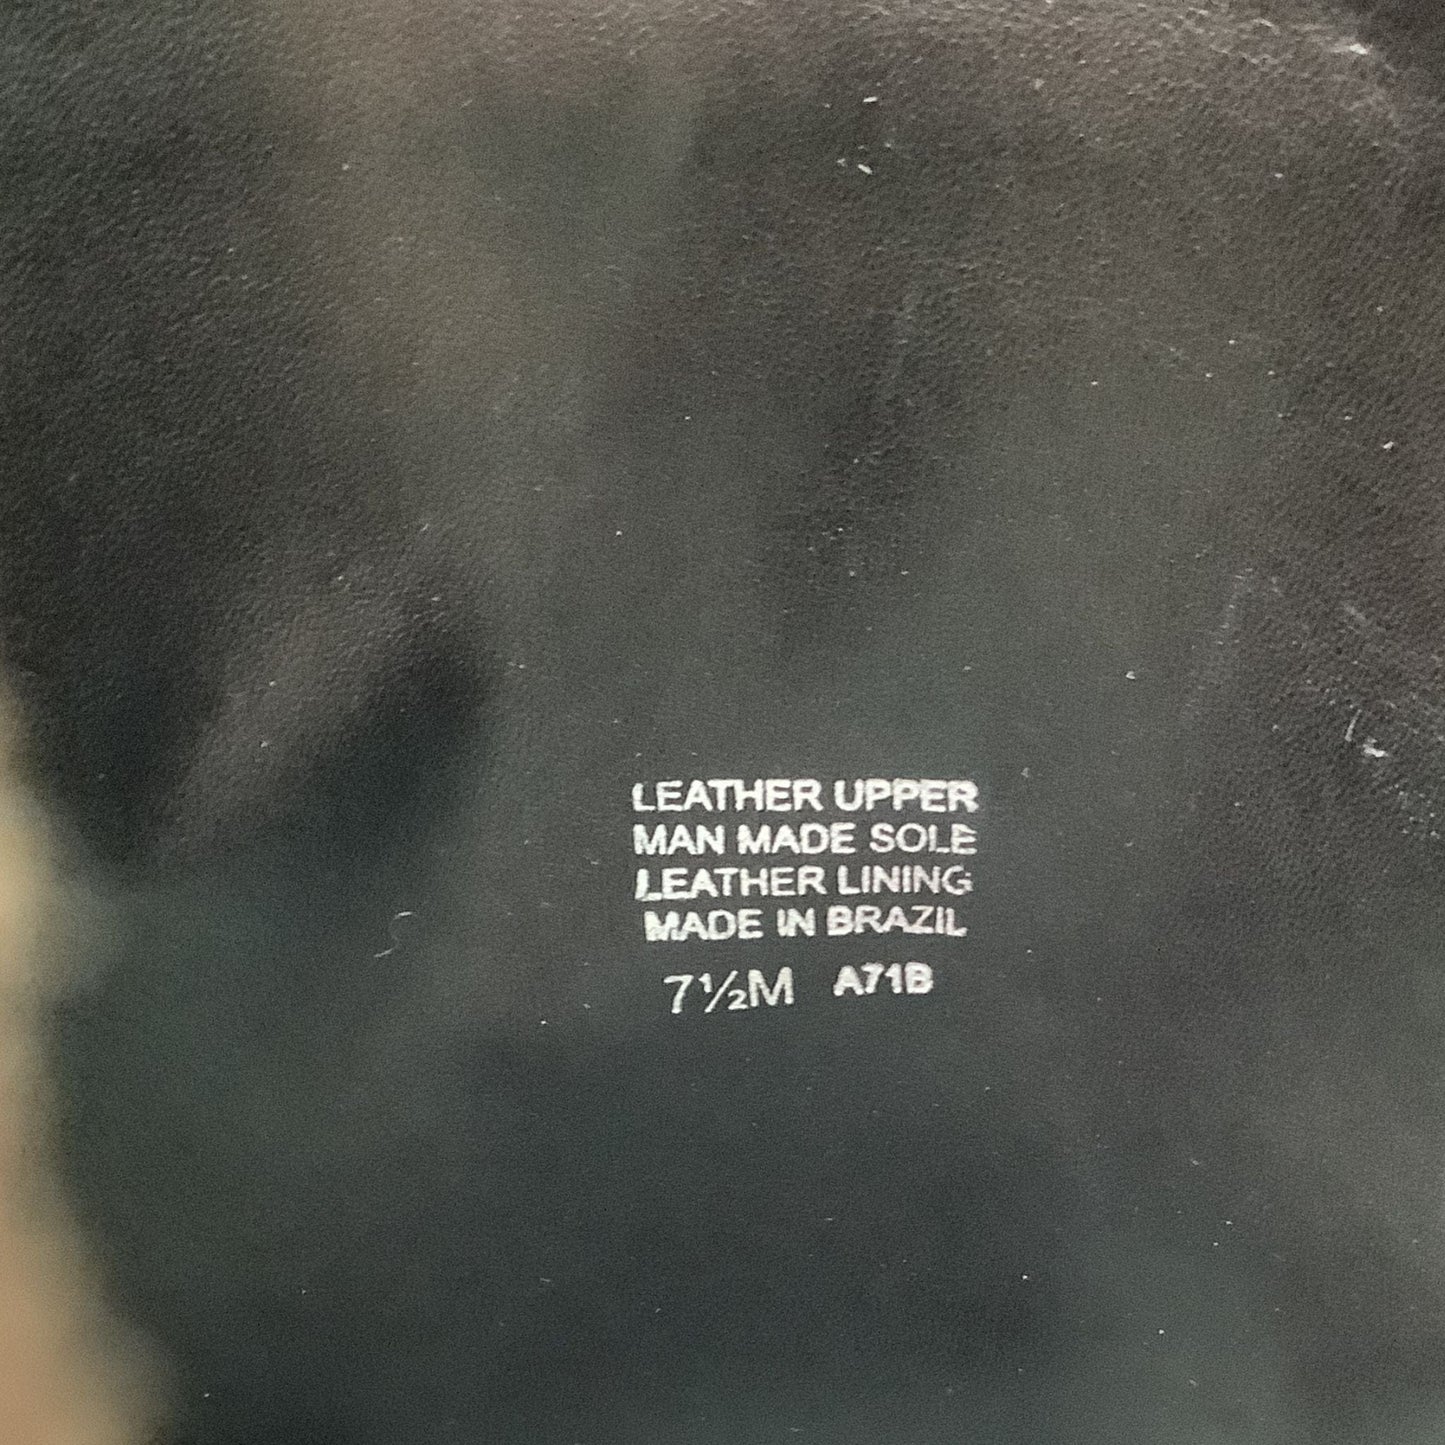 LEATHER UPPER
MAN MADE SOLE
LEATHER LINING
MADE IN BRAZIL
7½M A71B